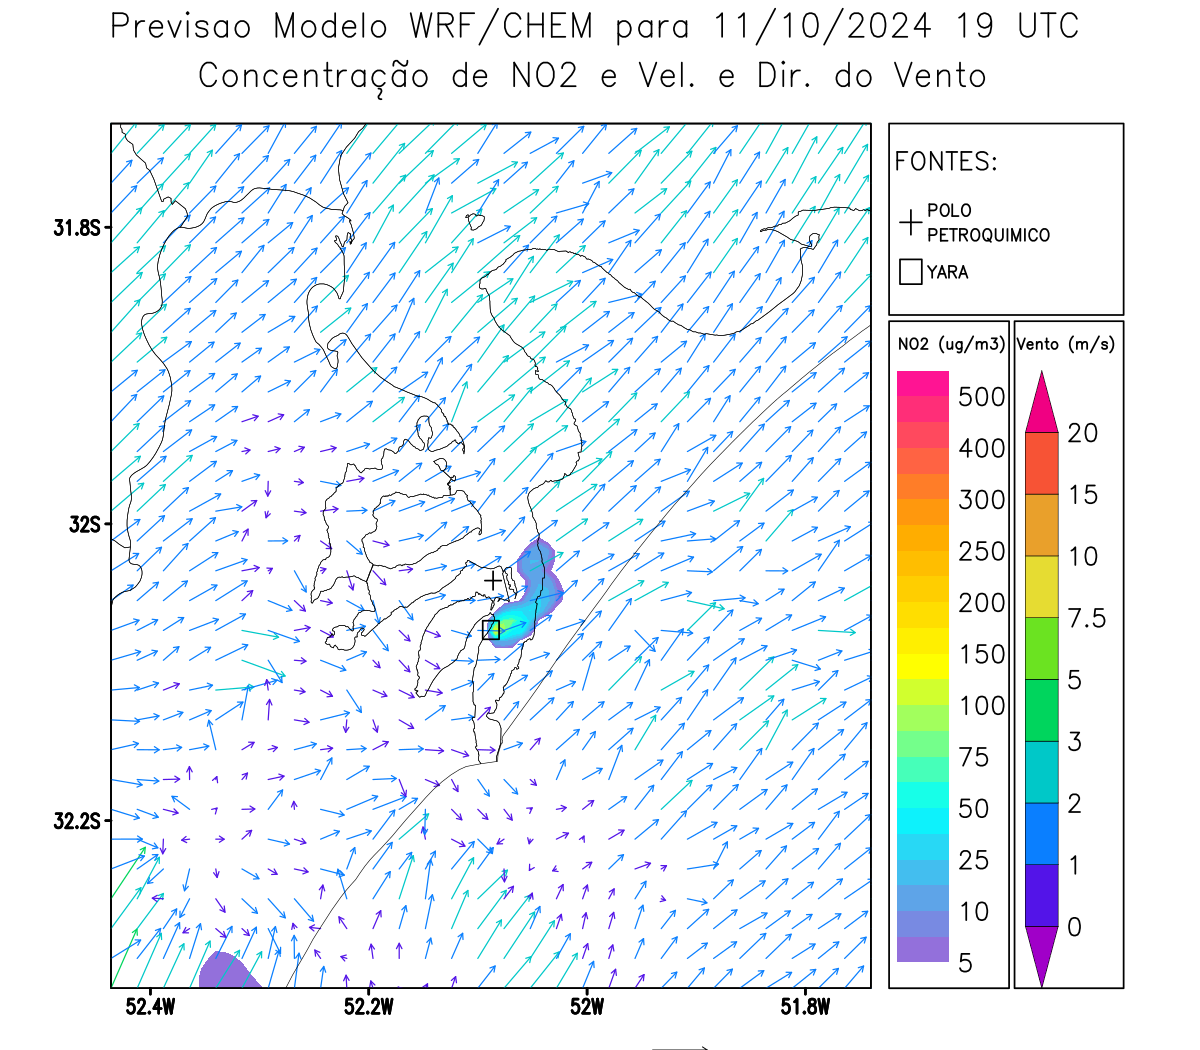 Previsao Modelo WRF/CHEM para 11/10/2024 19 UTC
Concentração de NO2 e Vel. e Dir. do Vento
FONTES:
POLO
PETROQUIMICO
YARA
NO2 (ug/m3)
500
400
300
250
200
150
100
75
50
25
10
5
Vento (m/s)
20
15
10
7.5
5
3
2
1
0
31.8S
32S
32.2S
52.4W
52.2W
52W
51.8W